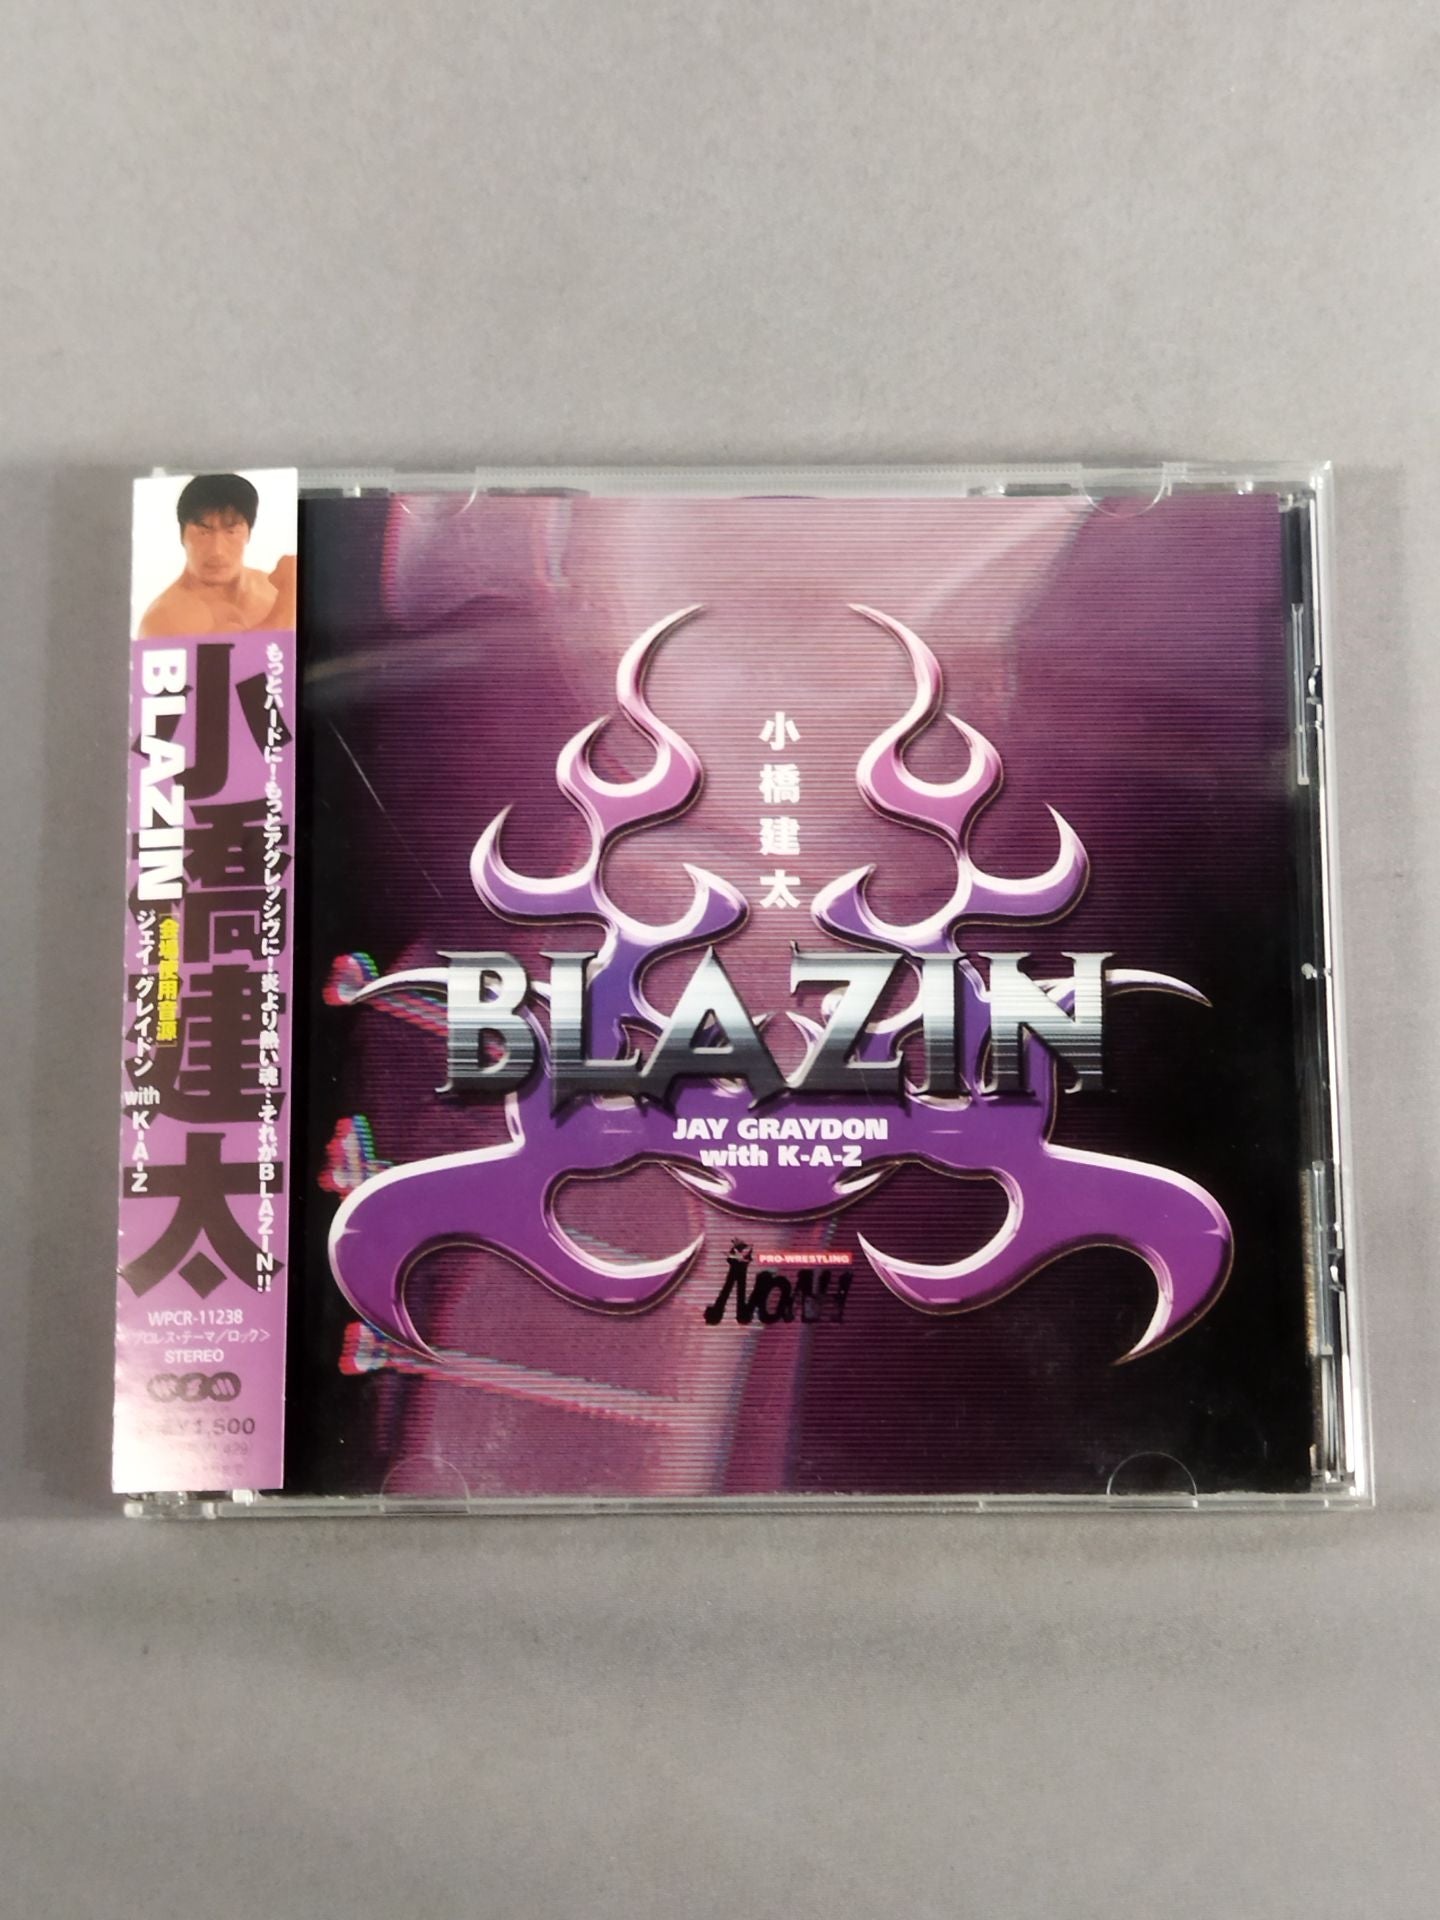 もっとハードに!もっとアグレッシヴに!炎より熱い魂…それがBLAZIN!!
小橋建太
BLAZIN
[会場使用音源]
ジェイ・グレイドン with K-A-Z
WPCR-11238
プロレス・テーマ/ロック>
STEREO
¥1,500
小橋建太
BLAZIN
JAY GRAYDON
with K-A-Z
PRO-WRESTLING
NOAH